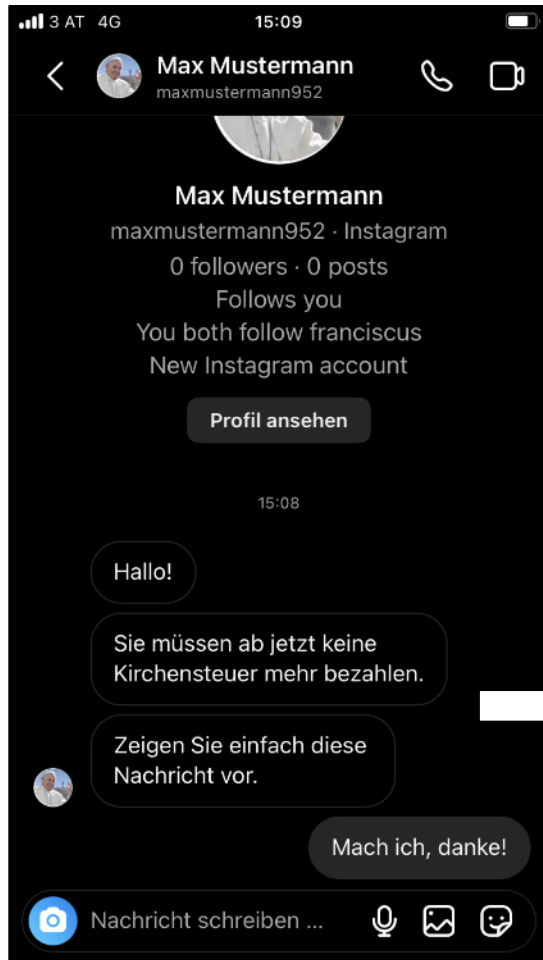 3 AT 4G 15:09
Max Mustermann
maxmustermann952
Max Mustermann
maxmustermann952 · Instagram
0 followers · 0 posts
Follows you
You both follow franciscus
New Instagram account
Profil ansehen
15:08
Hallo!
Sie müssen ab jetzt keine
Kirchensteuer mehr bezahlen.
Zeigen Sie einfach diese
Nachricht vor.
Mach ich, danke!
Nachricht schreiben ...